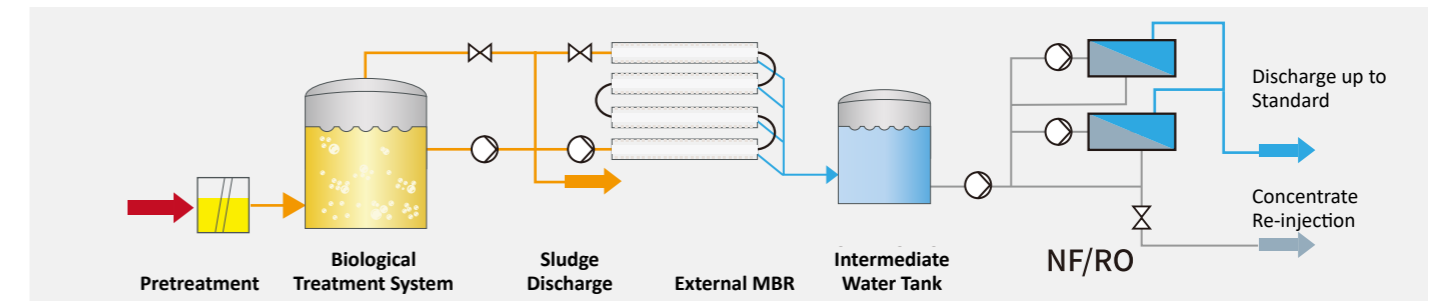 Discharge up to
Standard
Concentrate
Re-injection
Pretreatment
Biological
Treatment System
Sludge
Discharge
External MBR
Intermediate
Water Tank
NF/RO